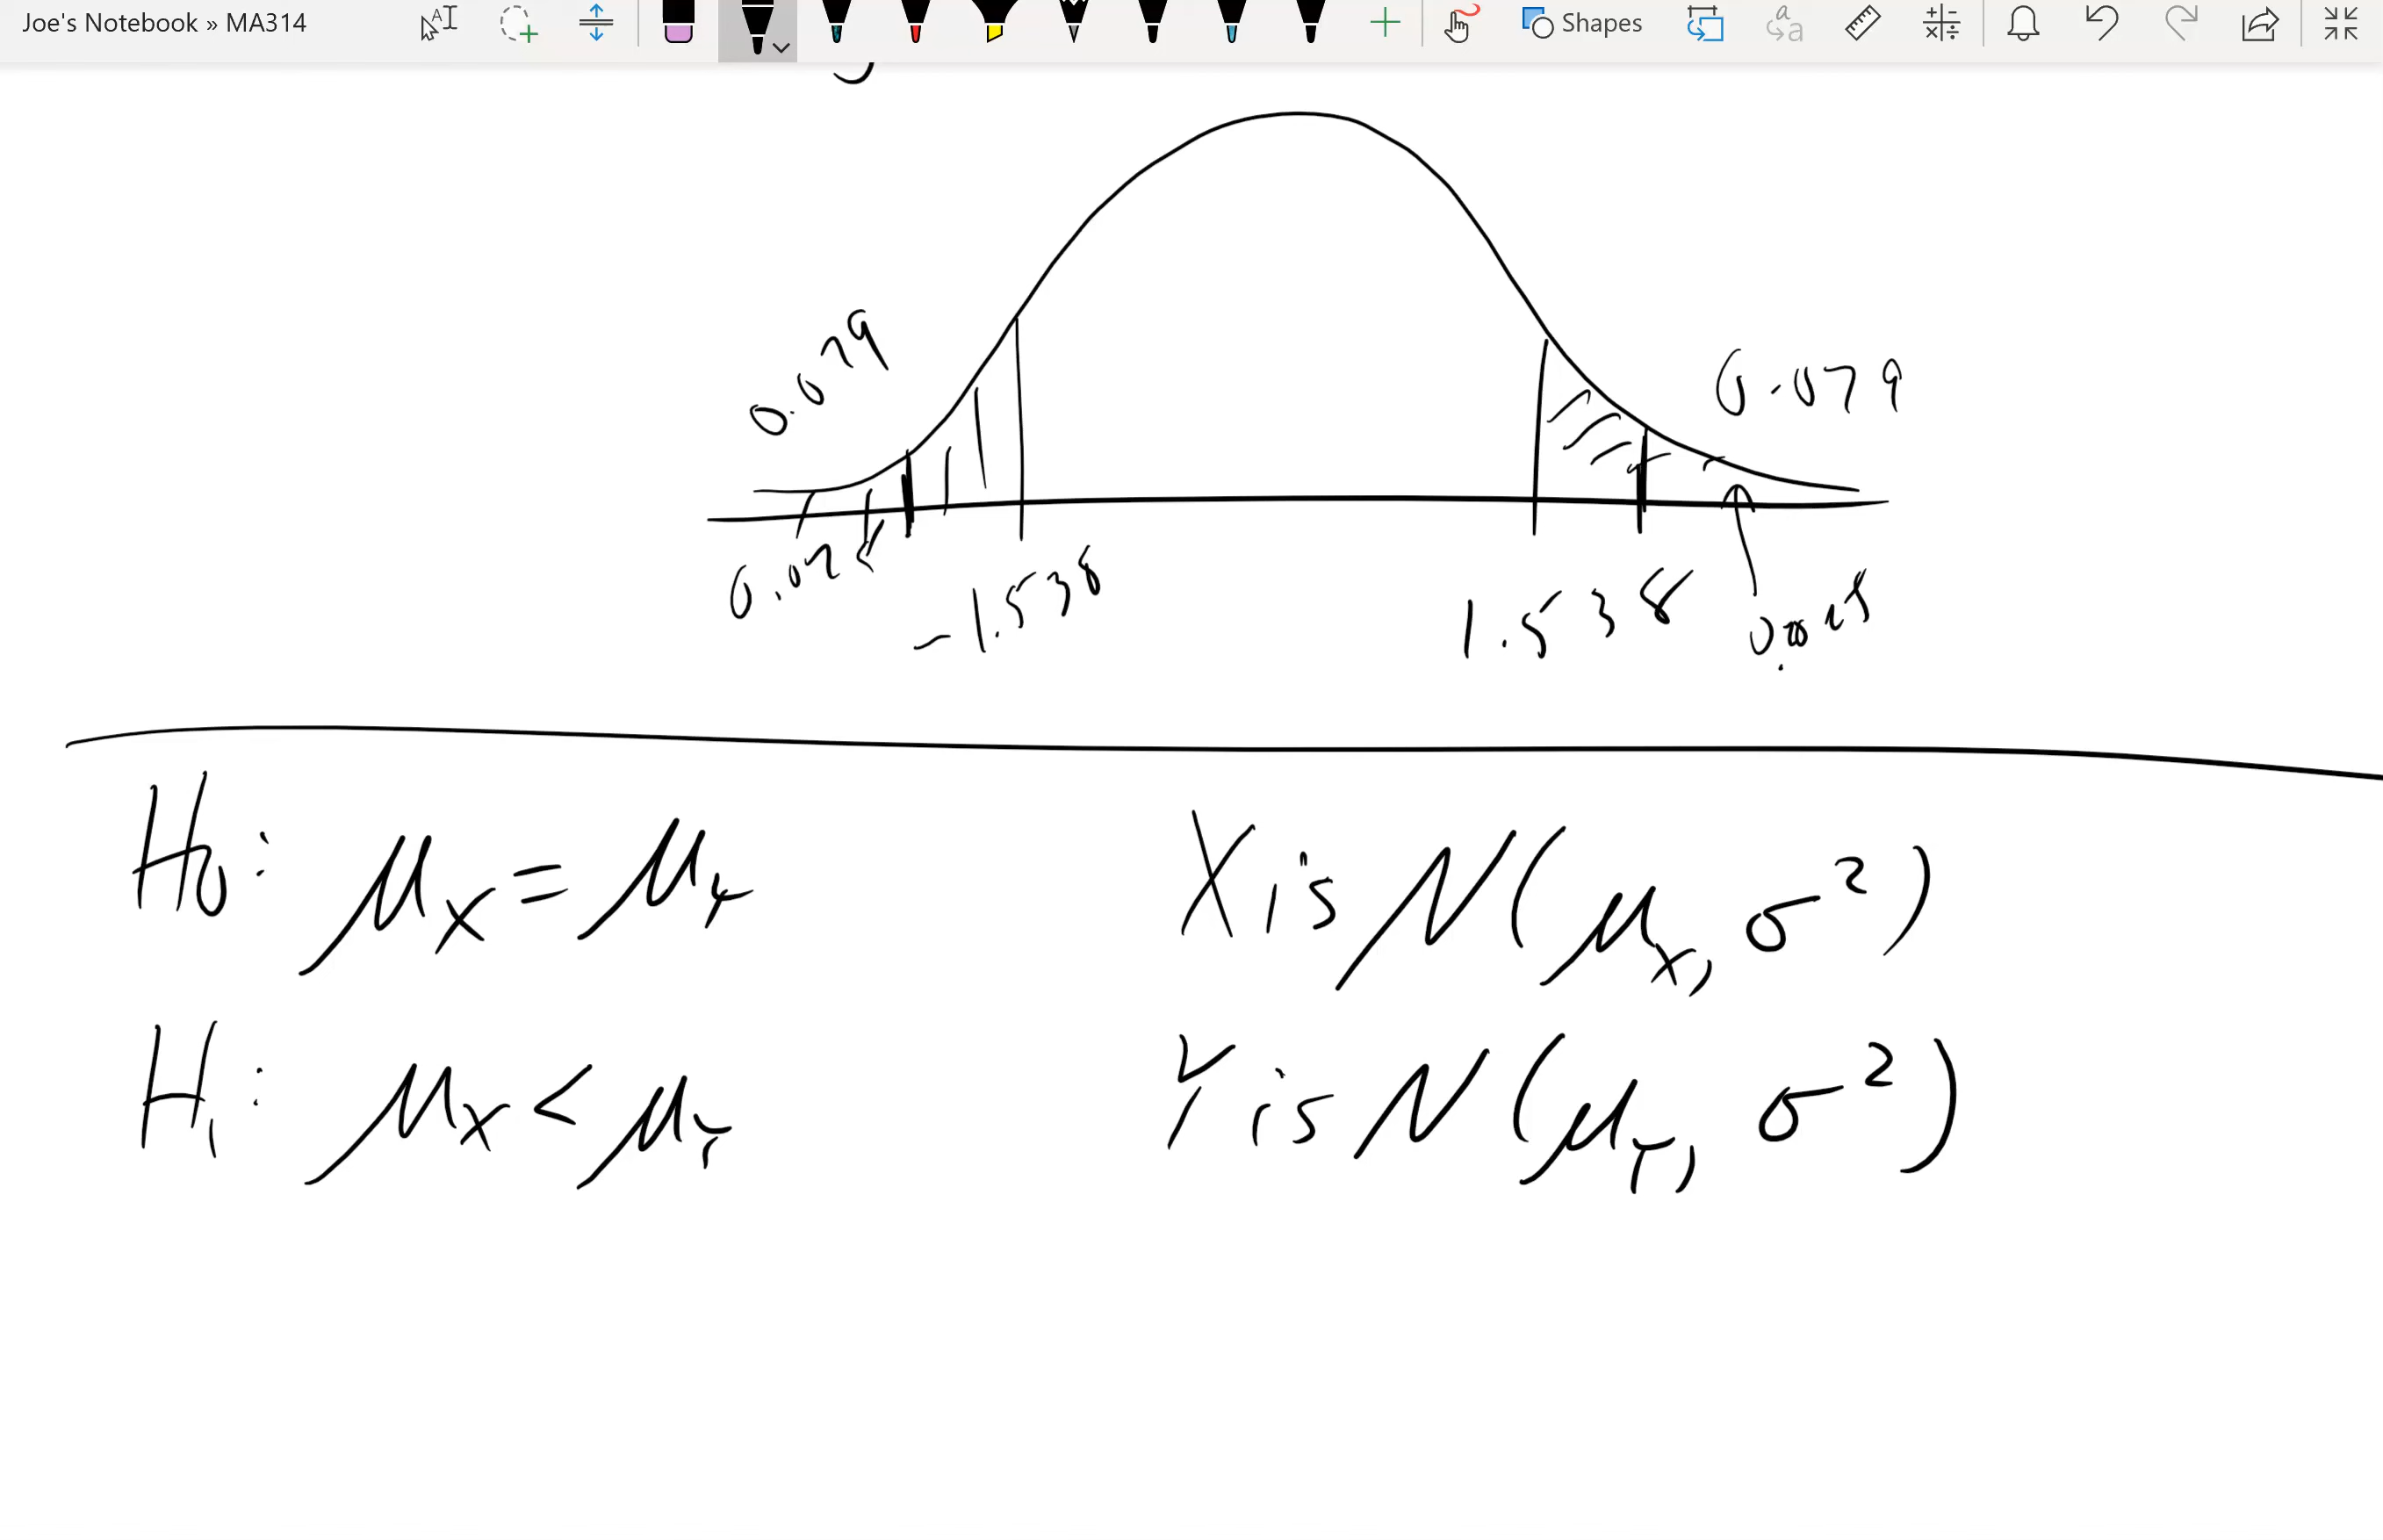 Joe's Notebook » MA314
Shapes
0.079
0.079
0.025
-1.538
1.538
0.025
H0: μX = μY
X is N(μX, σ²)
H1: μX < μY
Y is N(μY, σ²)